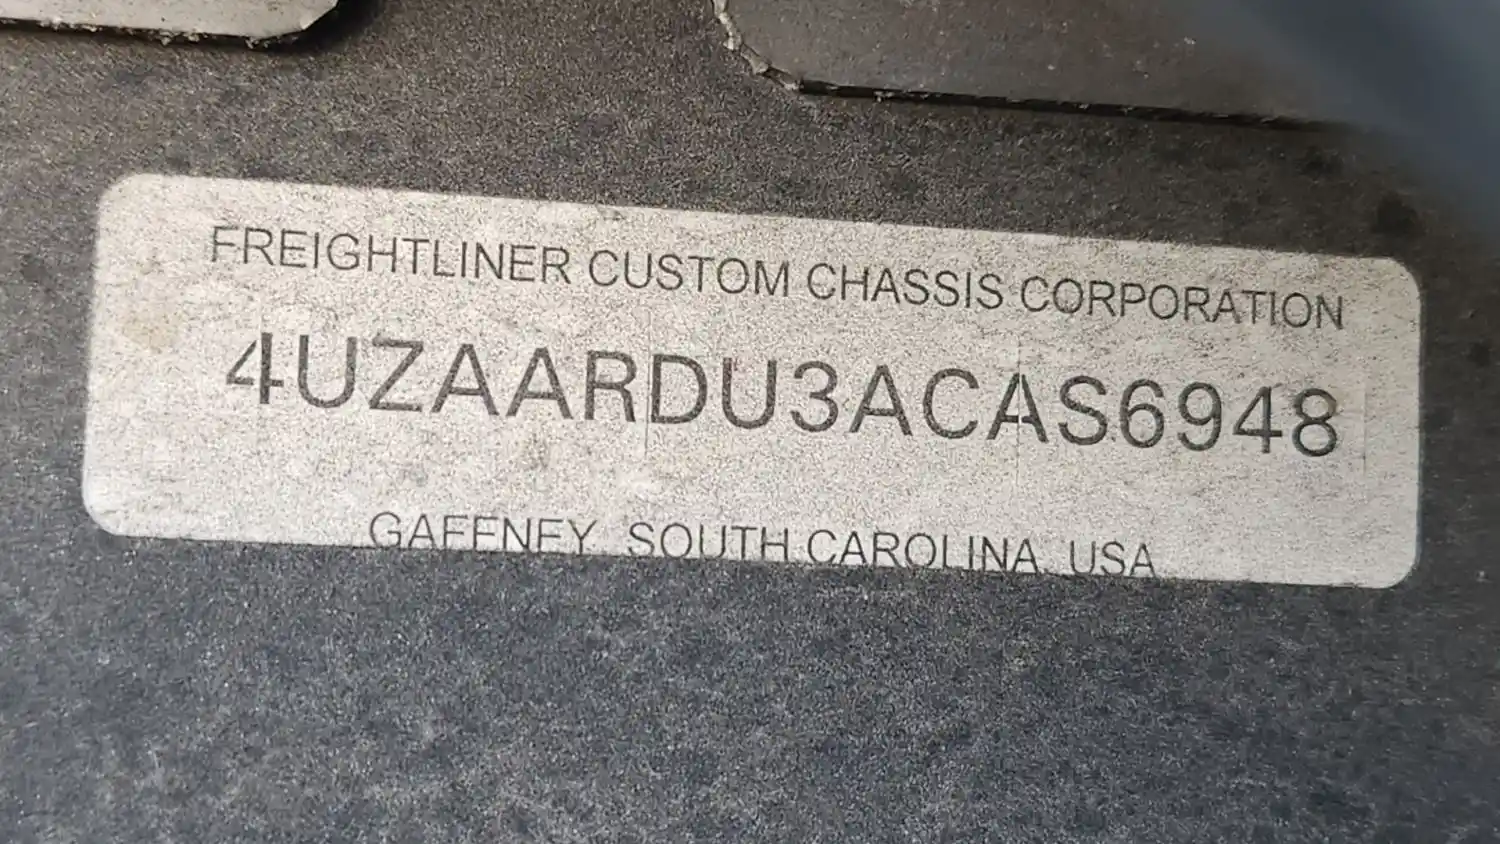 FREIGHTLINER CUSTOM CHASSIS CORPORATION
4UZAARDU3ACAS6948
GAFFNEY, SOUTH CAROLINA, USA